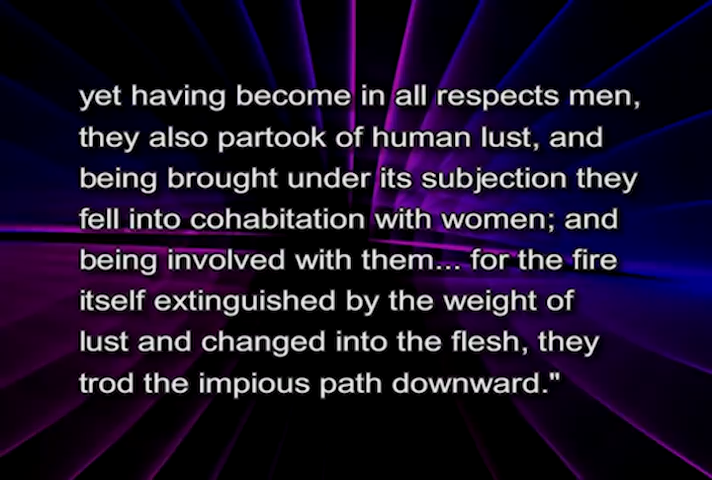 yet having become in all respects men,
they also partook of human lust, and
being brought under its subjection they
fell into cohabitation with women; and
being involved with them... for the fire
itself extinguished by the weight of
lust and changed into the flesh, they
trod the impious path downward."